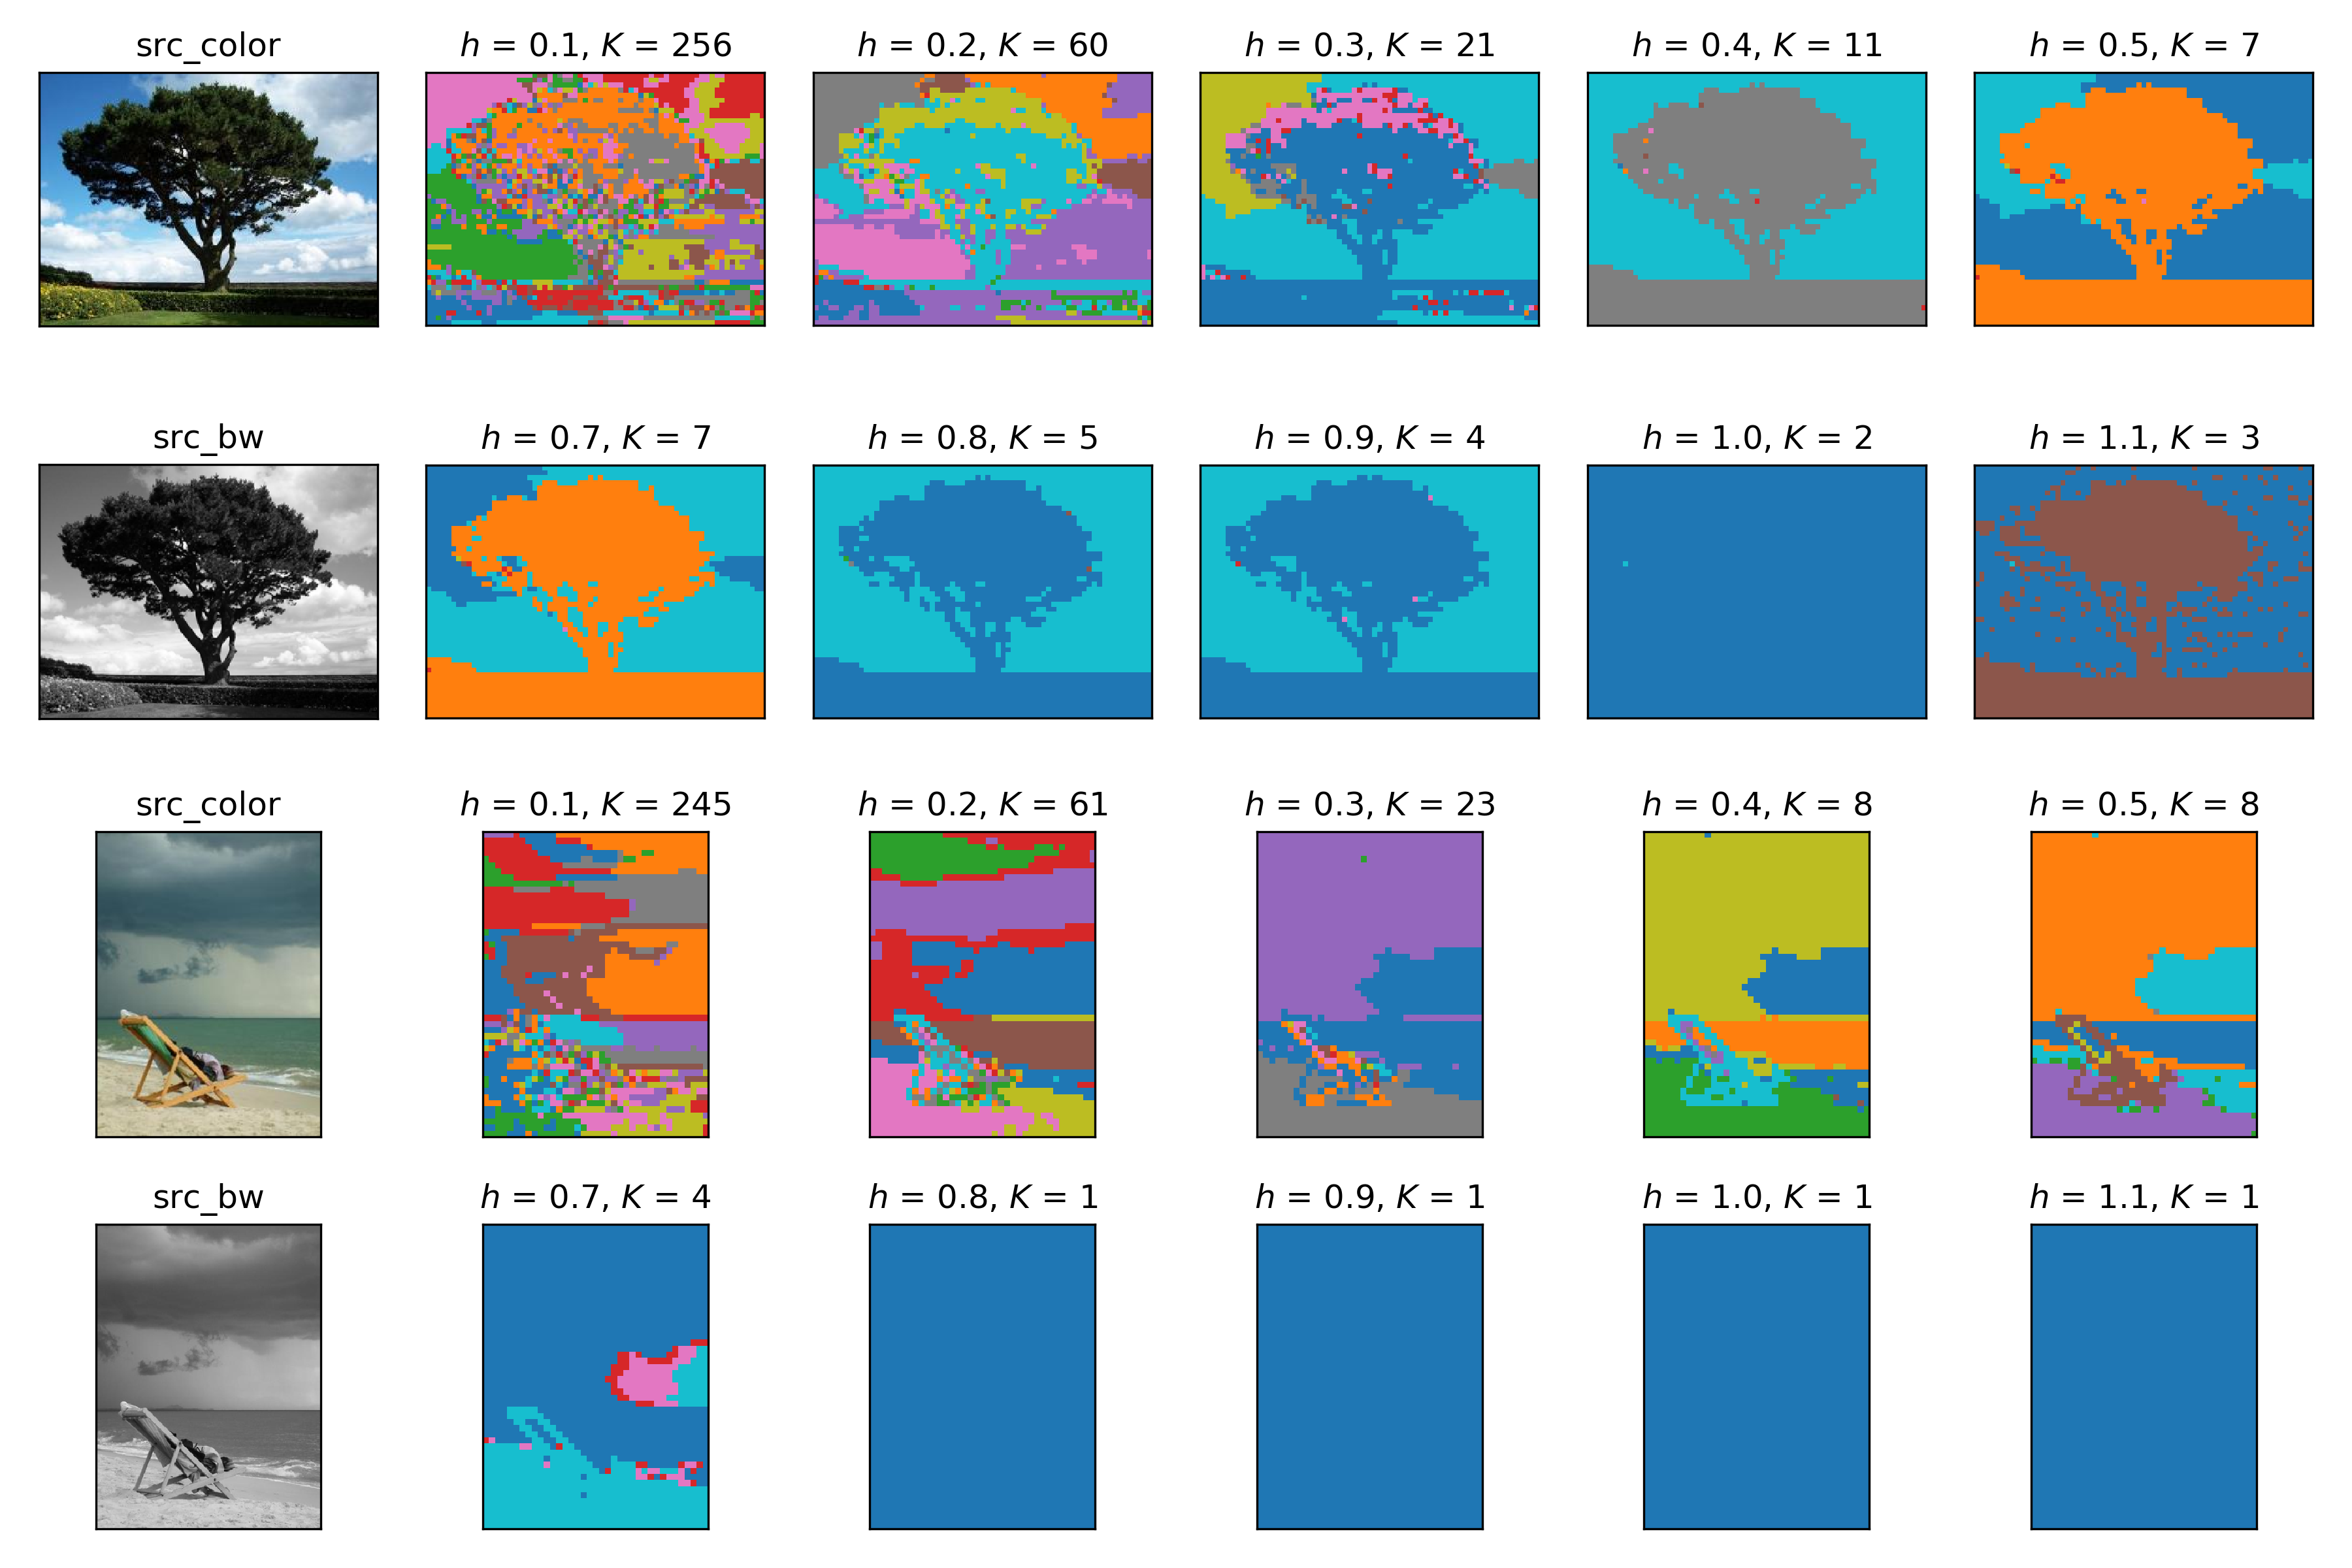 src_color
h = 0.1, K = 256
h = 0.2, K = 60
h = 0.3, K = 21
h = 0.4, K = 11
h = 0.5, K = 7
src_bw
h = 0.7, K = 7
h = 0.8, K = 5
h = 0.9, K = 4
h = 1.0, K = 2
h = 1.1, K = 3
src_color
h = 0.1, K = 245
h = 0.2, K = 61
h = 0.3, K = 23
h = 0.4, K = 8
h = 0.5, K = 8
src_bw
h = 0.7, K = 4
h = 0.8, K = 1
h = 0.9, K = 1
h = 1.0, K = 1
h = 1.1, K = 1